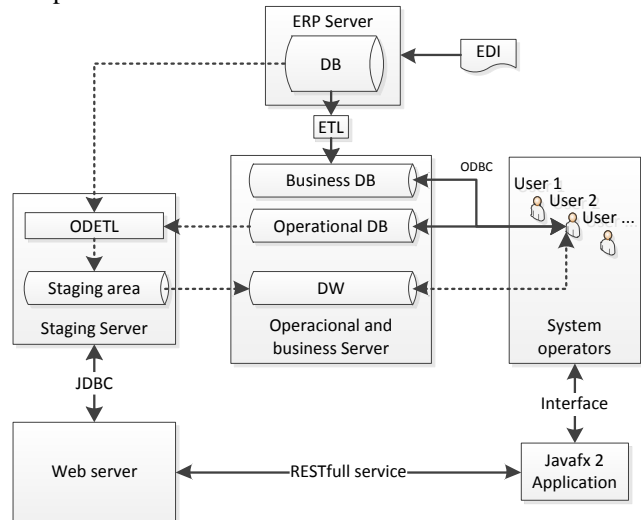 ERP Server
DB
EDI
ETL
Business DB
ODBC
User 1
User 2
User ...
ODETL
Operational DB
Staging area
DW
Staging Server
Operacional and
business Server
System
operators
JDBC
Interface
Web server
RESTfull service
Javafx 2
Application